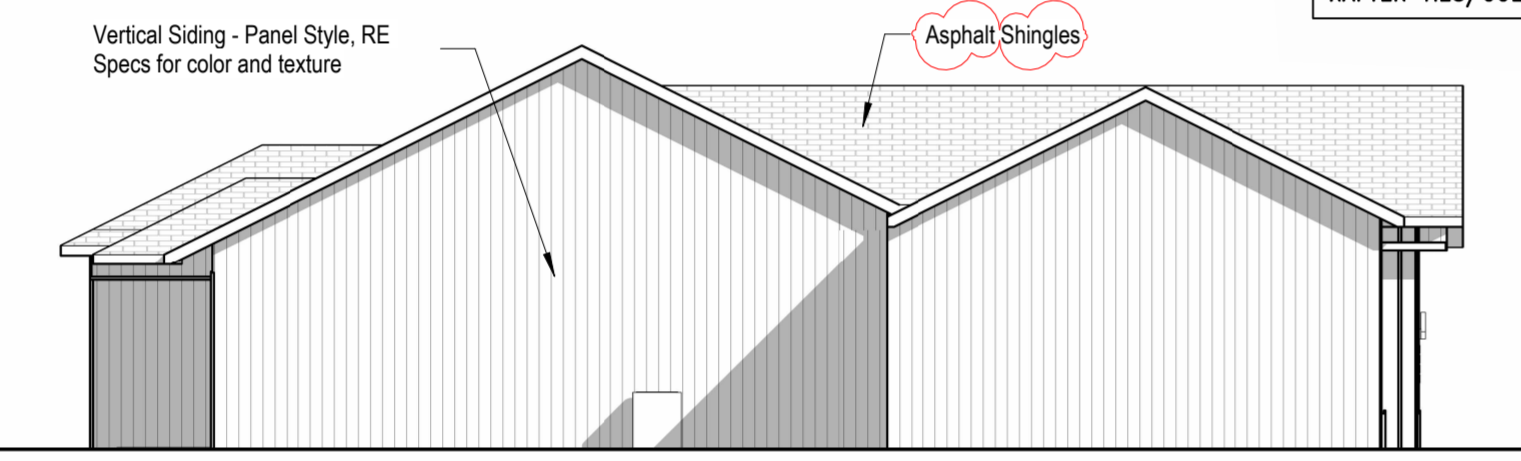 Vertical Siding - Panel Style, RE
Specs for color and texture
Asphalt Shingles